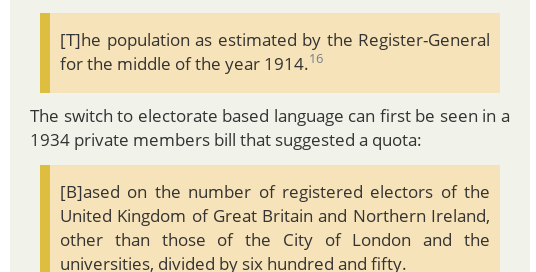 [T]he population as estimated by the Register-General
for the middle of the year 1914.16
The switch to electorate based language can first be seen in a
1934 private members bill that suggested a quota:
[B]ased on the number of registered electors of the
United Kingdom of Great Britain and Northern Ireland,
other than those of the City of London and the
universities, divided by six hundred and fifty.